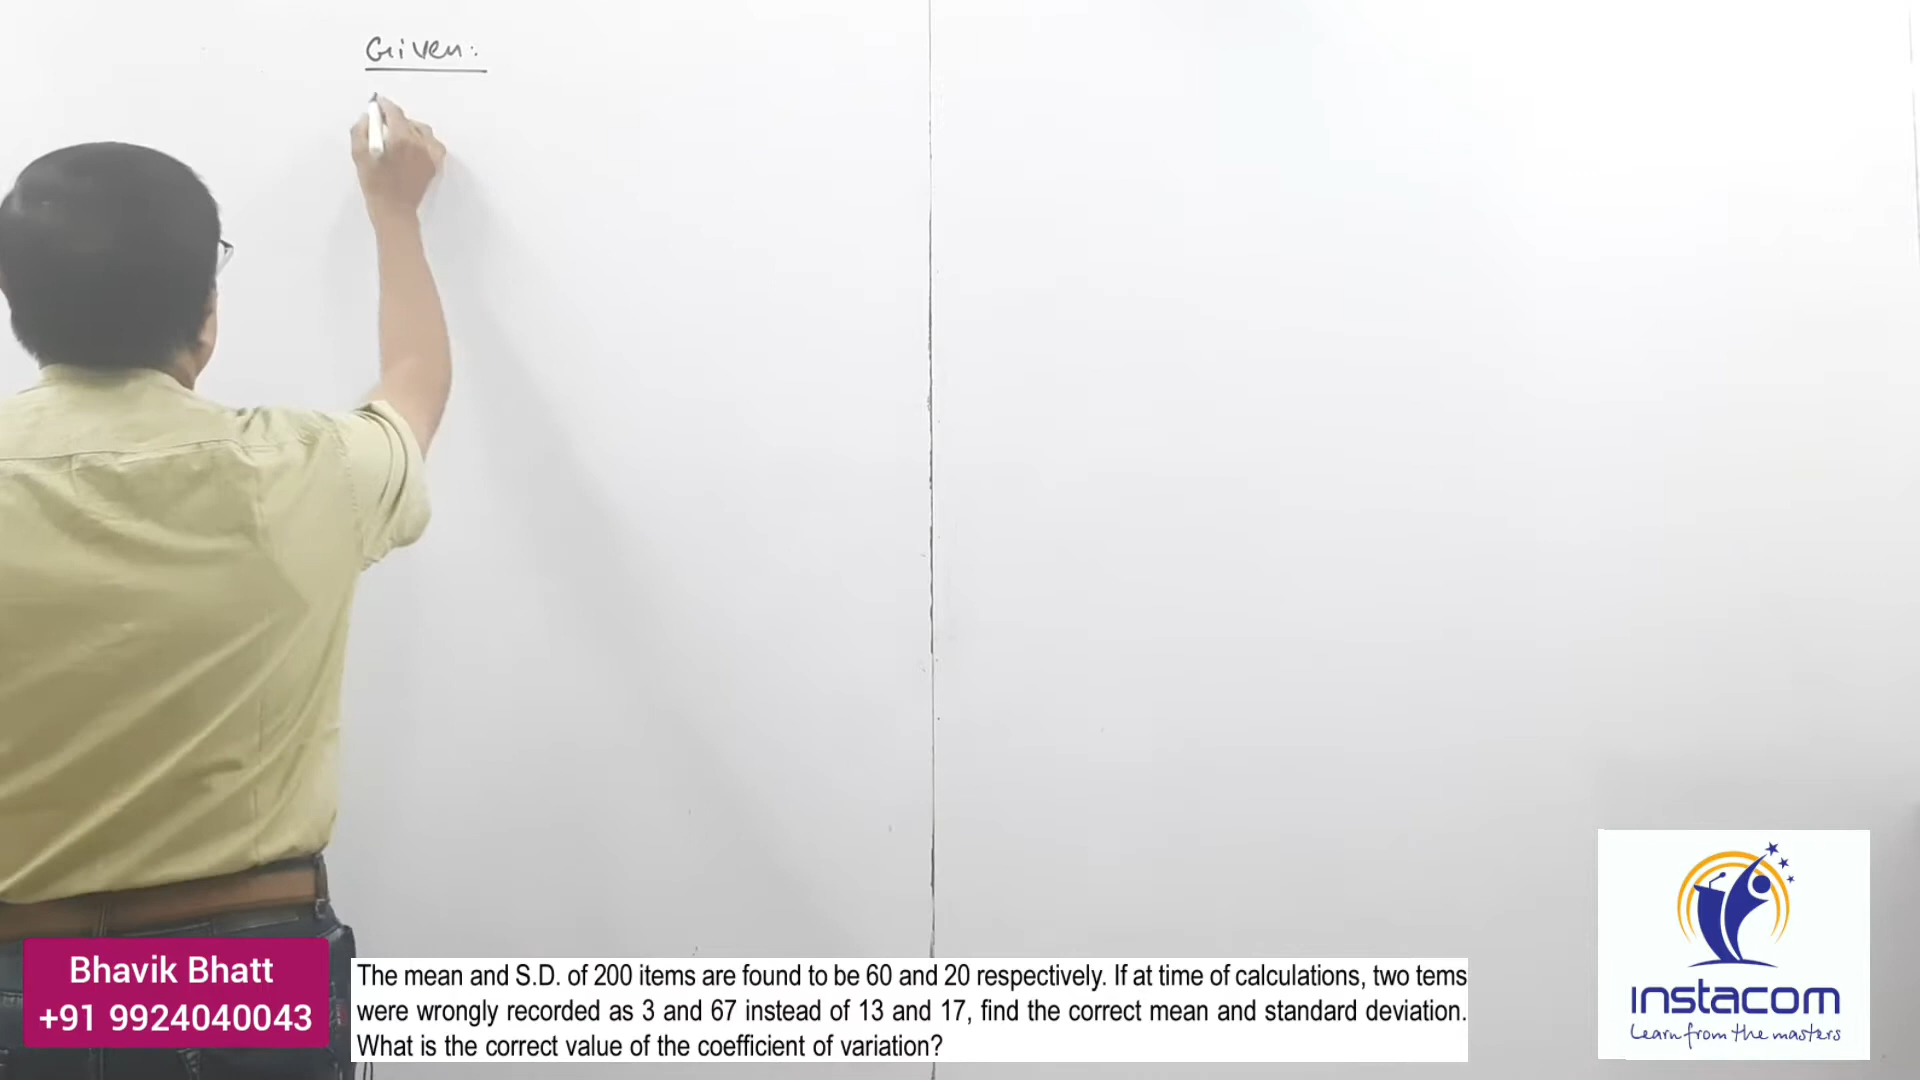 Given:
Bhavik Bhatt
+91 9924040043
The mean and S.D. of 200 items are found to be 60 and 20 respectively. If at time of calculations, two tems
were wrongly recorded as 3 and 67 instead of 13 and 17, find the correct mean and standard deviation.
What is the correct value of the coefficient of variation?
ınstacom
Learn from the masters